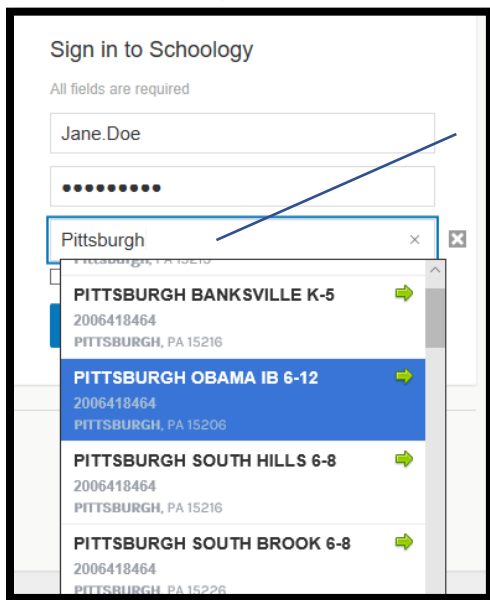 Sign in to Schoology
All fields are required
Jane.Doe
•••••••••
Pittsburgh
PITTSBURGH BANKSVILLE K-5
2006418464
PITTSBURGH, PA 15216
PITTSBURGH OBAMA IB 6-12
2006418464
PITTSBURGH, PA 15206
PITTSBURGH SOUTH HILLS 6-8
2006418464
PITTSBURGH, PA 15216
PITTSBURGH SOUTH BROOK 6-8
2006418464
PITTSBURGH, PA 15226